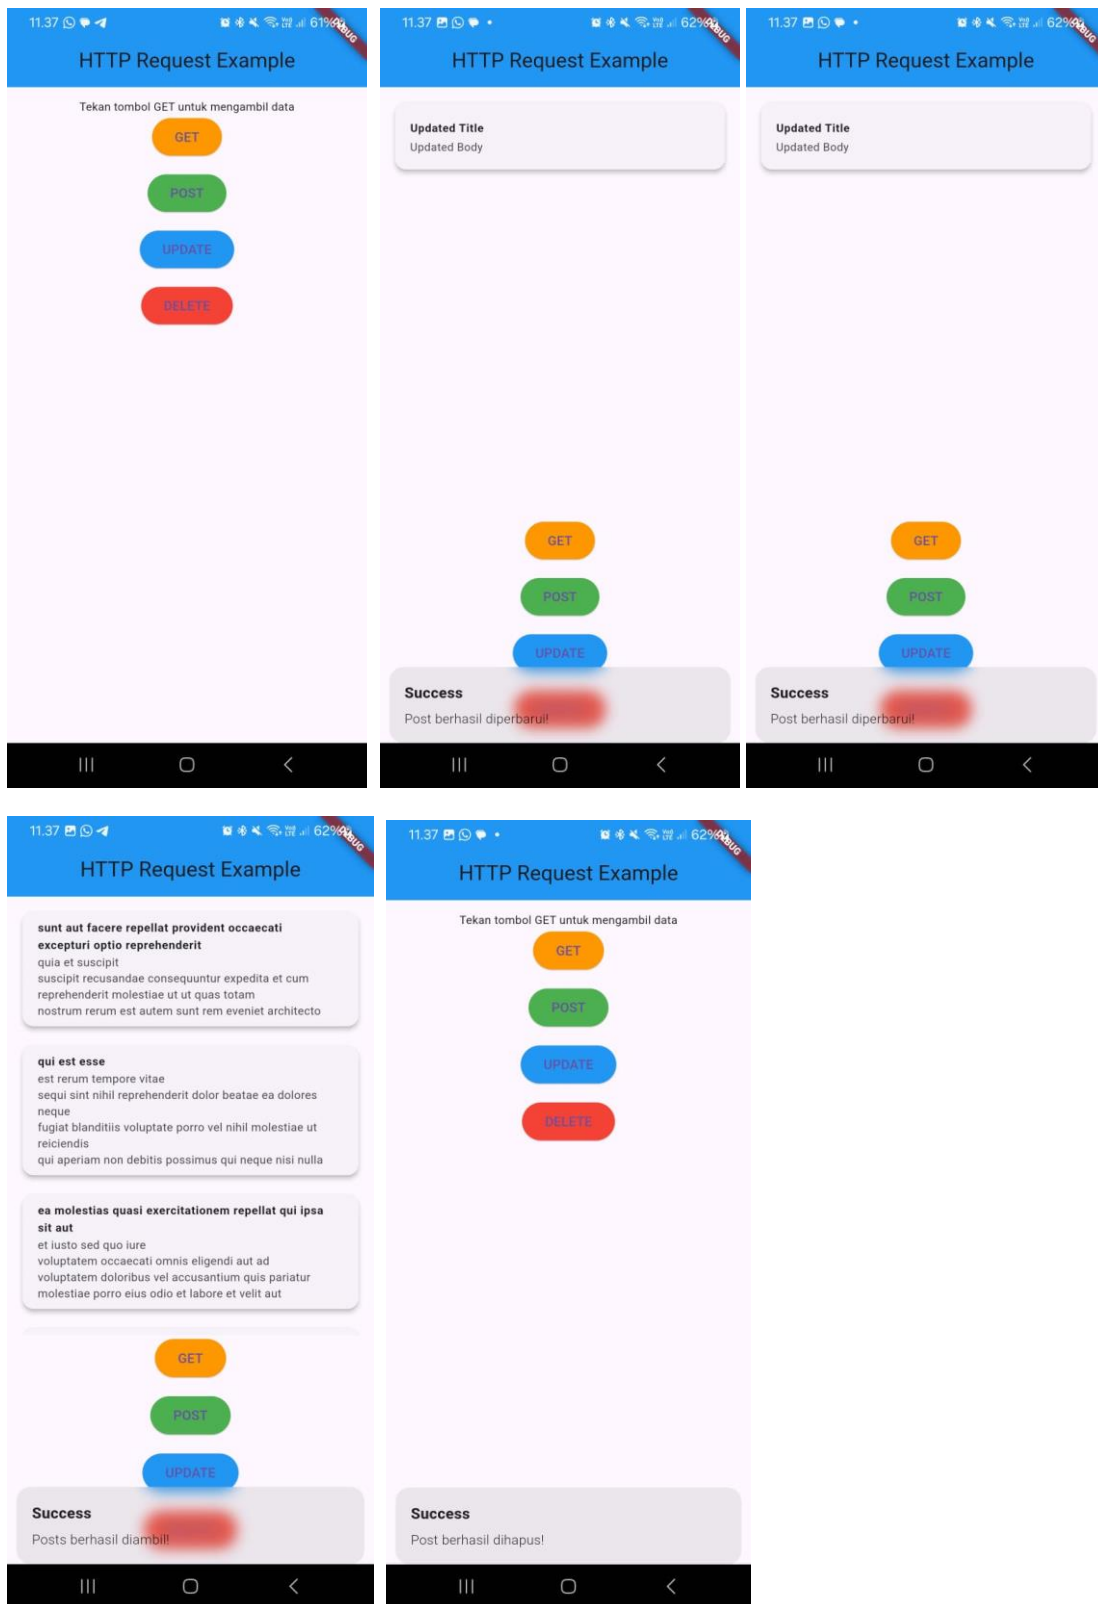 11.37
61%
HTTP Request Example
Tekan tombol GET untuk mengambil data
GET
POST
UPDATE
DELETE
11.37
62%
HTTP Request Example
Updated Title
Updated Body
GET
POST
UPDATE
Success
Post berhasil diperbarui!
11.37
62%
HTTP Request Example
Updated Title
Updated Body
GET
POST
UPDATE
Success
Post berhasil diperbarui!
11.37
62%
HTTP Request Example
sunt aut facere repellat provident occaecati
excepturi optio reprehenderit
quia et suscipit
suscipit recusandae consequuntur expedita et cum
reprehenderit molestiae ut ut quas totam
nostrum rerum est autem sunt rem eveniet architecto
qui est esse
est rerum tempore vitae
sequi sint nihil reprehenderit dolor beatae ea dolores
neque
fugiat blanditiis voluptate porro vel nihil molestiae ut
reiciendis
qui aperiam non debitis possimus qui neque nisi nulla
ea molestias quasi exercitationem repellat qui ipsa
sit aut
et iusto sed quo iure
voluptatem occaecati omnis eligendi aut ad
voluptatem doloribus vel accusantium quis pariatur
molestiae porro eius odio et labore et velit aut
GET
POST
UPDATE
Success
Posts berhasil diambil!
11.37
62%
HTTP Request Example
Tekan tombol GET untuk mengambil data
GET
POST
UPDATE
DELETE
Success
Post berhasil dihapus!